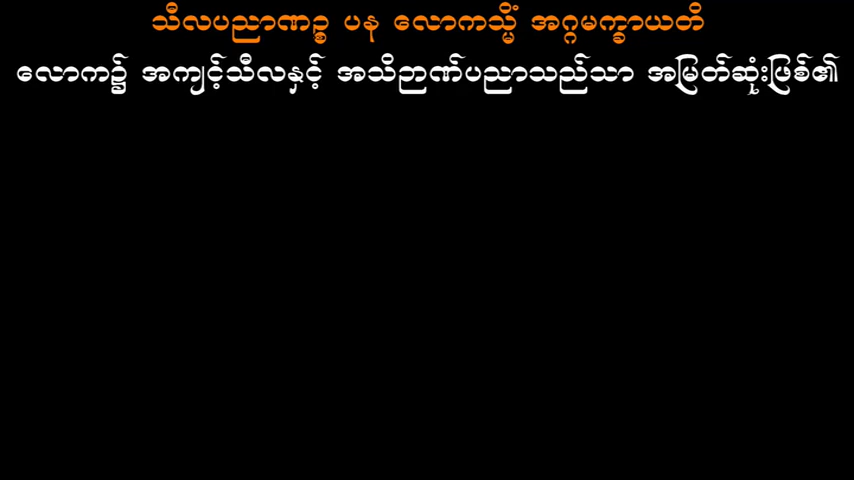 သီလပညာဏဉ္စ ပန လောကသ္မိံ အဂ္ဂမက္ခာယတိ
လောက၌ အကျင့်သီလနှင့် အသိဉာဏ်ပညာသည်သာ အမြတ်ဆုံးဖြစ်၏